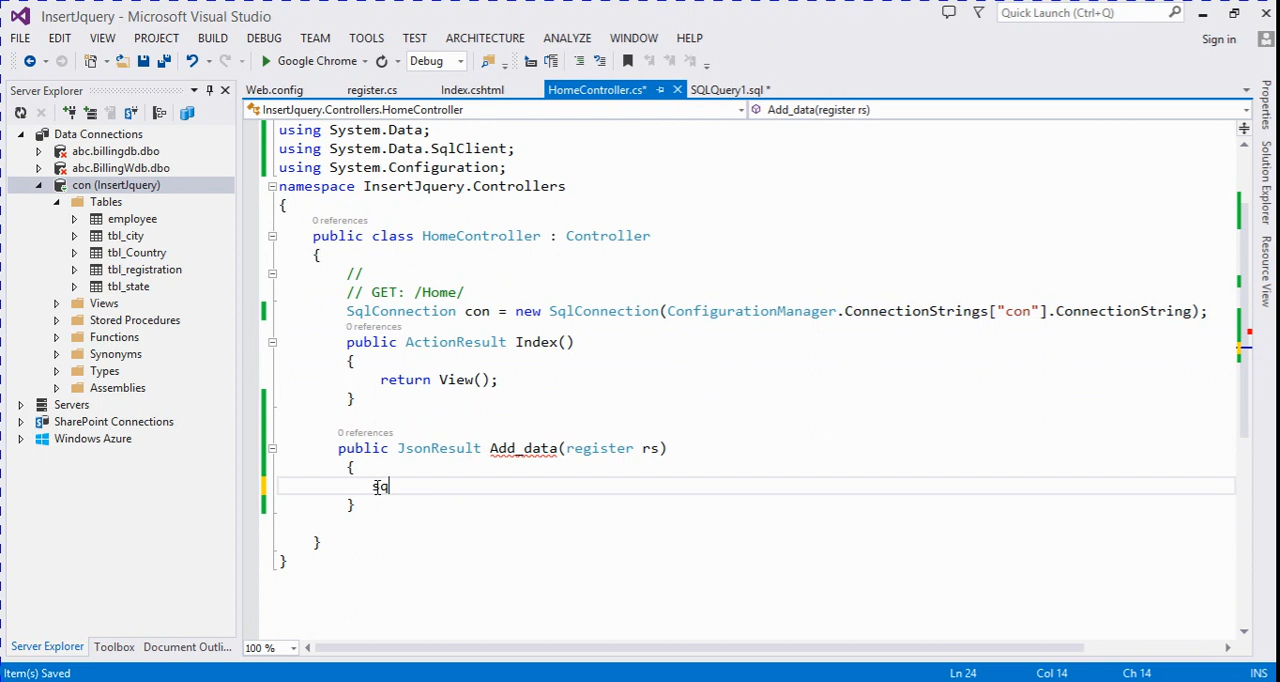 InsertJquery - Microsoft Visual Studio
Quick Launch (Ctrl+Q)
FILE EDIT VIEW PROJECT BUILD DEBUG TEAM TOOLS TEST ARCHITECTURE ANALYZE WINDOW HELP
Sign in
Google Chrome Debug
Server Explorer
Web.config register.cs Index.cshtml HomeController.cs* SQLQuery1.sql *
InsertJquery.Controllers.HomeController Add_data(register rs)
Data Connections
abc.billingdb.dbo
abc.BillingWdb.dbo
con (InsertJquery)
Tables
employee
tbl_city
tbl_Country
tbl_registration
tbl_state
Views
Stored Procedures
Functions
Synonyms
Types
Assemblies
Servers
SharePoint Connections
Windows Azure
using System.Data;
using System.Data.SqlClient;
using System.Configuration;
namespace InsertJquery.Controllers
{
0 references
public class HomeController : Controller
{
//
// GET: /Home/
SqlConnection con = new SqlConnection(ConfigurationManager.ConnectionStrings["con"].ConnectionString);
0 references
public ActionResult Index()
{
return View();
}
0 references
public JsonResult Add_data(register rs)
{
sq
}
}
}
Properties
Solution Explorer
Resource View
Server Explorer Toolbox Document Outli...
100 %
Item(s) Saved Ln 24 Col 14 Ch 14 INS